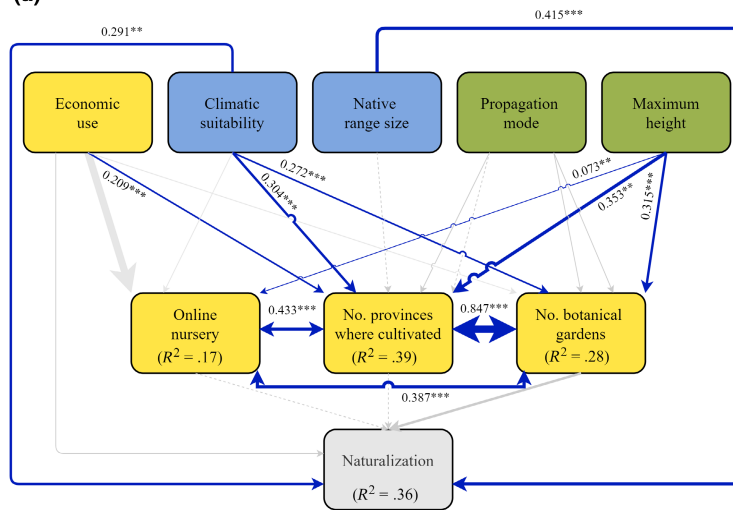 0.415***
0.291**
Economic
use
Climatic
suitability
Native
range size
Propagation
mode
Maximum
height
0.209***
0.304***
0.272***
0.073**
0.353**
0.315***
Online
nursery
(R² = .17)
0.433***
No. provinces
where cultivated
(R² = .39)
0.847***
No. botanical
gardens
(R² = .28)
0.387***
Naturalization
(R² = .36)